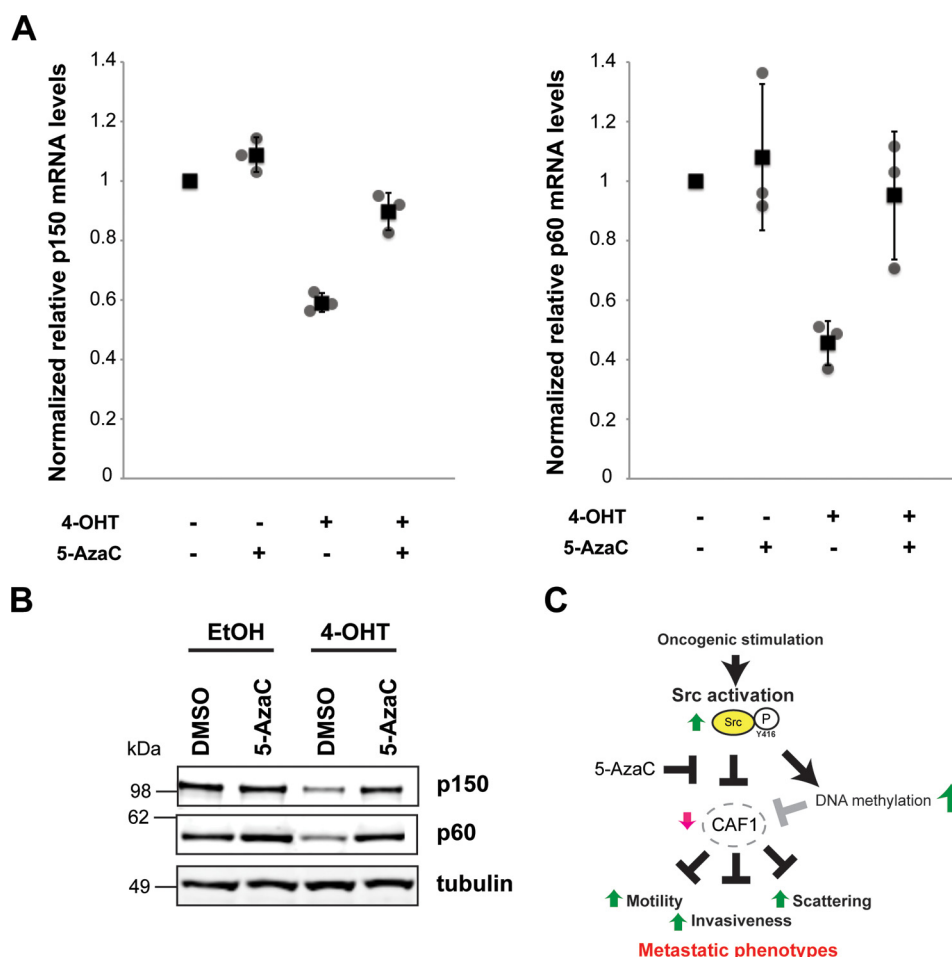 A
Normalized relative p150 mRNA levels
1.4
1.2
1
0.8
0.6
0.4
0.2
0
4-OHT - - + +
5-AzaC - + - +
Normalized relative p60 mRNA levels
1.4
1.2
1
0.8
0.6
0.4
0.2
0
4-OHT - - + +
5-AzaC - + - +
B
EtOH 4-OHT
DMSO 5-AzaC DMSO 5-AzaC
kDa
98 p150
62
p60
49 tubulin
C
Oncogenic stimulation
Src activation
Src P
Y416
5-AzaC
DNA methylation
CAF1
Motility
Scattering
Invasiveness
Metastatic phenotypes